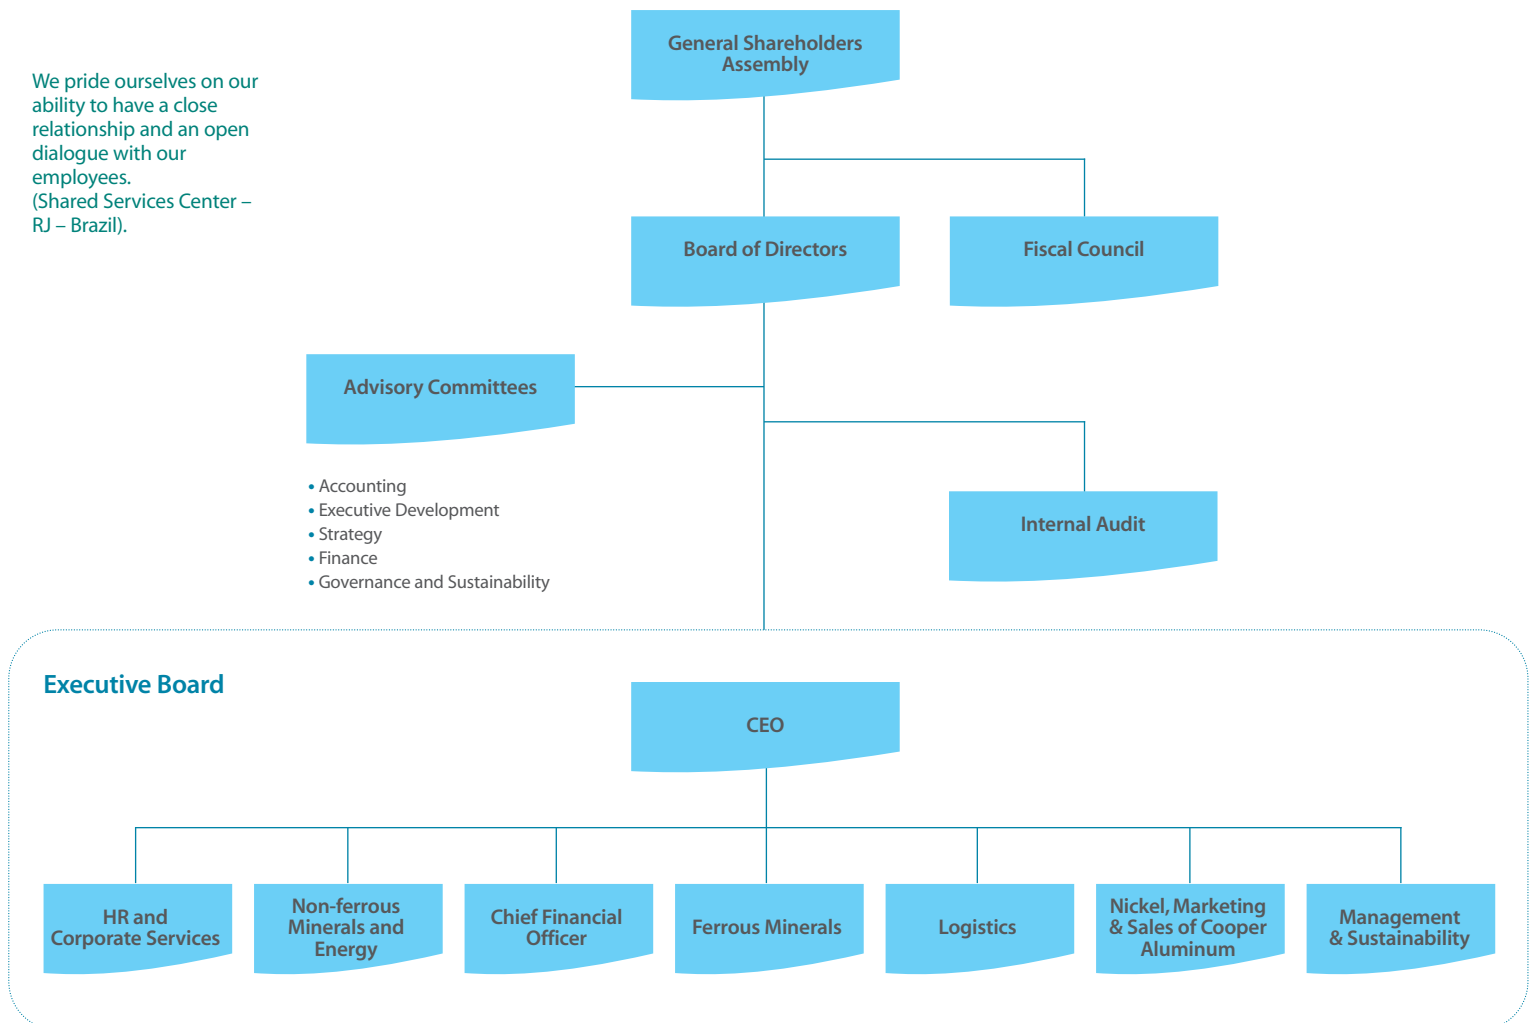 General Shareholders
Assembly
We pride ourselves on our
ability to have a close
relationship and an open
dialogue with our
employees.
(Shared Services Center –
RJ – Brazil).
Board of Directors
Fiscal Council
Advisory Committees
• Accounting
• Executive Development
• Strategy
• Finance
• Governance and Sustainability
Internal Audit
Executive Board
CEO
HR and
Corporate Services
Non-ferrous
Minerals and
Energy
Chief Financial
Officer
Ferrous Minerals
Logistics
Nickel, Marketing
& Sales of Cooper
Aluminum
Management
& Sustainability